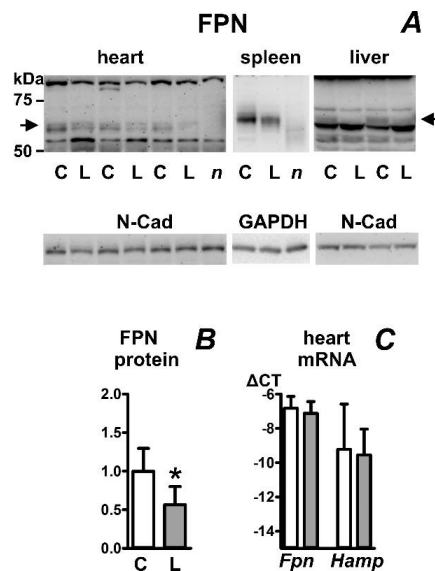 FPN A
heart spleen liver
kDa
75
50
C L C L C L n C L n C L C L
N-Cad GAPDH N-Cad
FPN protein B
2.0
1.5
1.0
0.5
0.0
*
C L
heart mRNA C
ΔCT
-6
-8
-10
-12
-14
Fpn Hamp